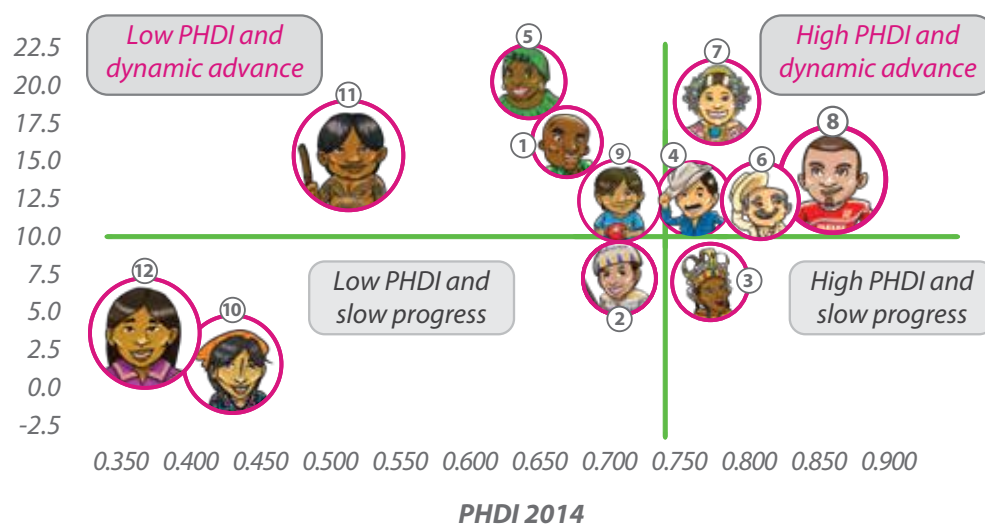 Low PHDI and
dynamic advance
High PHDI and
dynamic advance
22.5
20.0
17.5
15.0
12.5
10.0
7.5
5.0
2.5
0.0
-2.5
5
7
11
1
9
4
6
8
12
10
2
3
Low PHDI and
slow progress
High PHDI and
slow progress
0.350 0.400 0.450 0.500 0.550 0.600 0.650 0.700 0.750 0.800 0.850 0.900
PHDI 2014